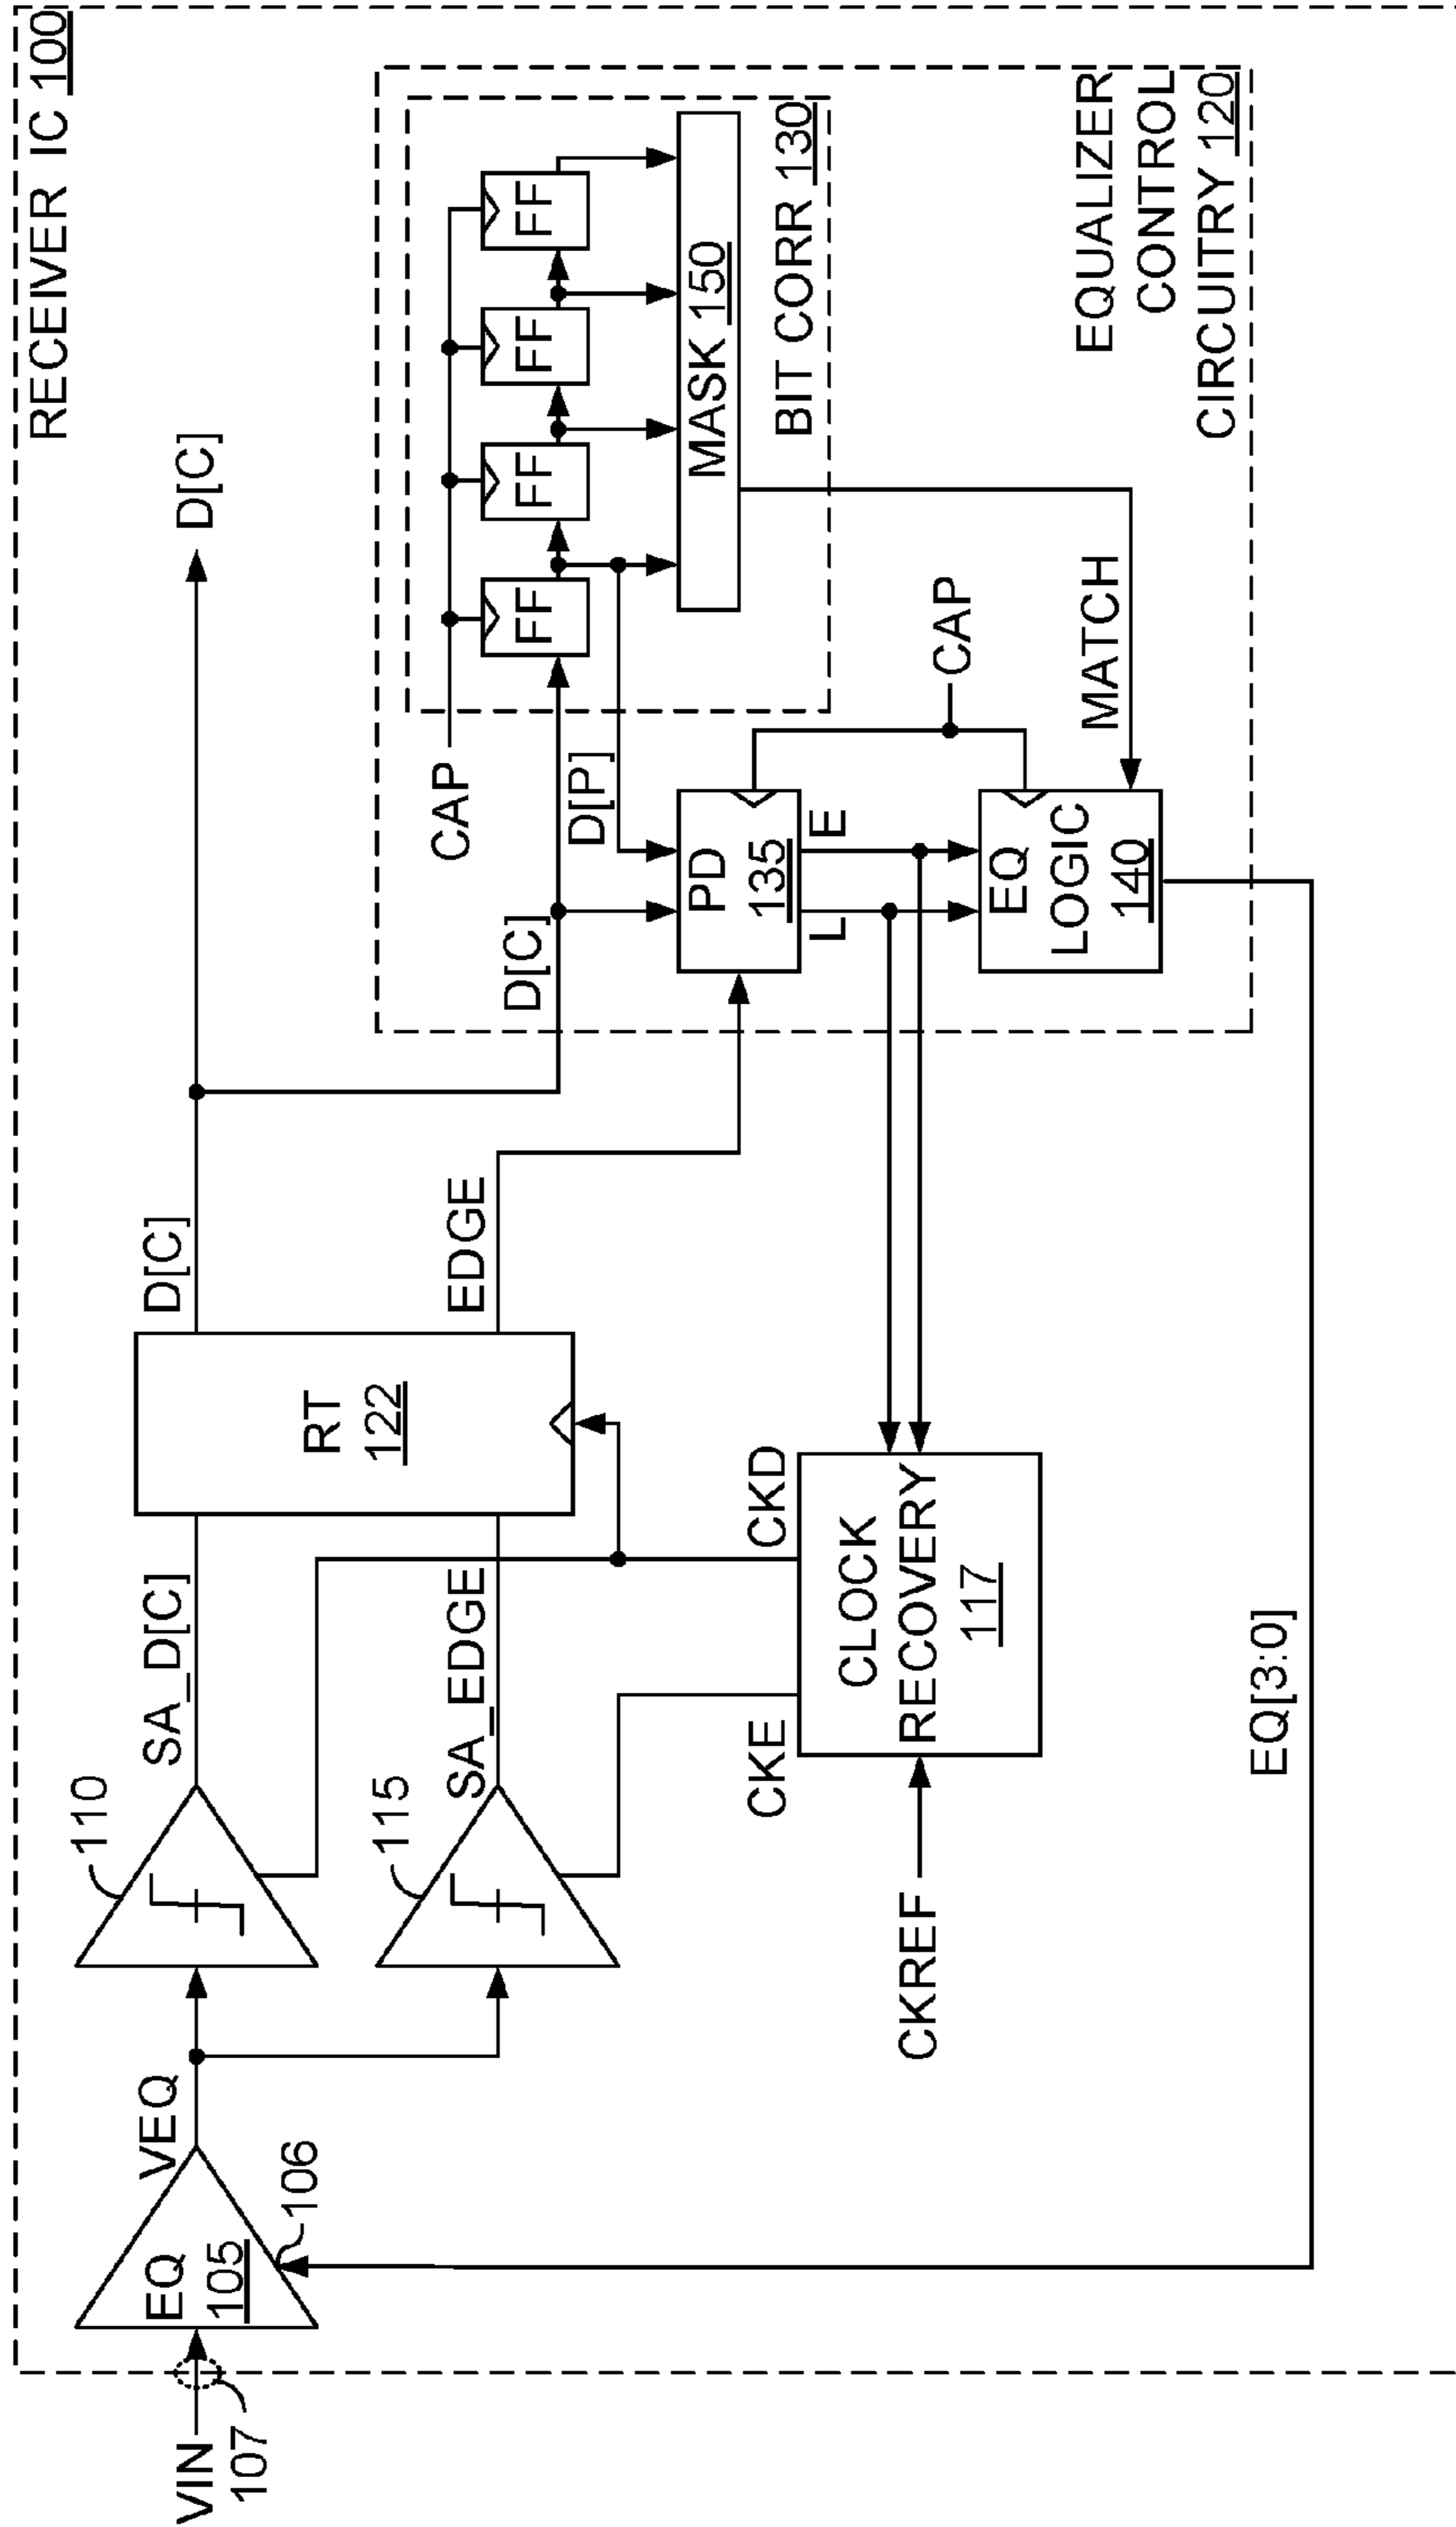 RECEIVER IC 100
VIN
107
EQ
105
106
VEQ
110
115
SA_D[C]
SA_EDGE
RT
122
D[C]
EDGE
D[C]
CKREF
CKE
CKD
CLOCK
RECOVERY
117
EQ[3:0]
D[C]
D[P]
CAP
FF
FF
FF
FF
MASK 150
BIT CORR 130
PD
135
L
E
CAP
EQ
LOGIC
140
MATCH
EQUALIZER
CONTROL
CIRCUITRY 120